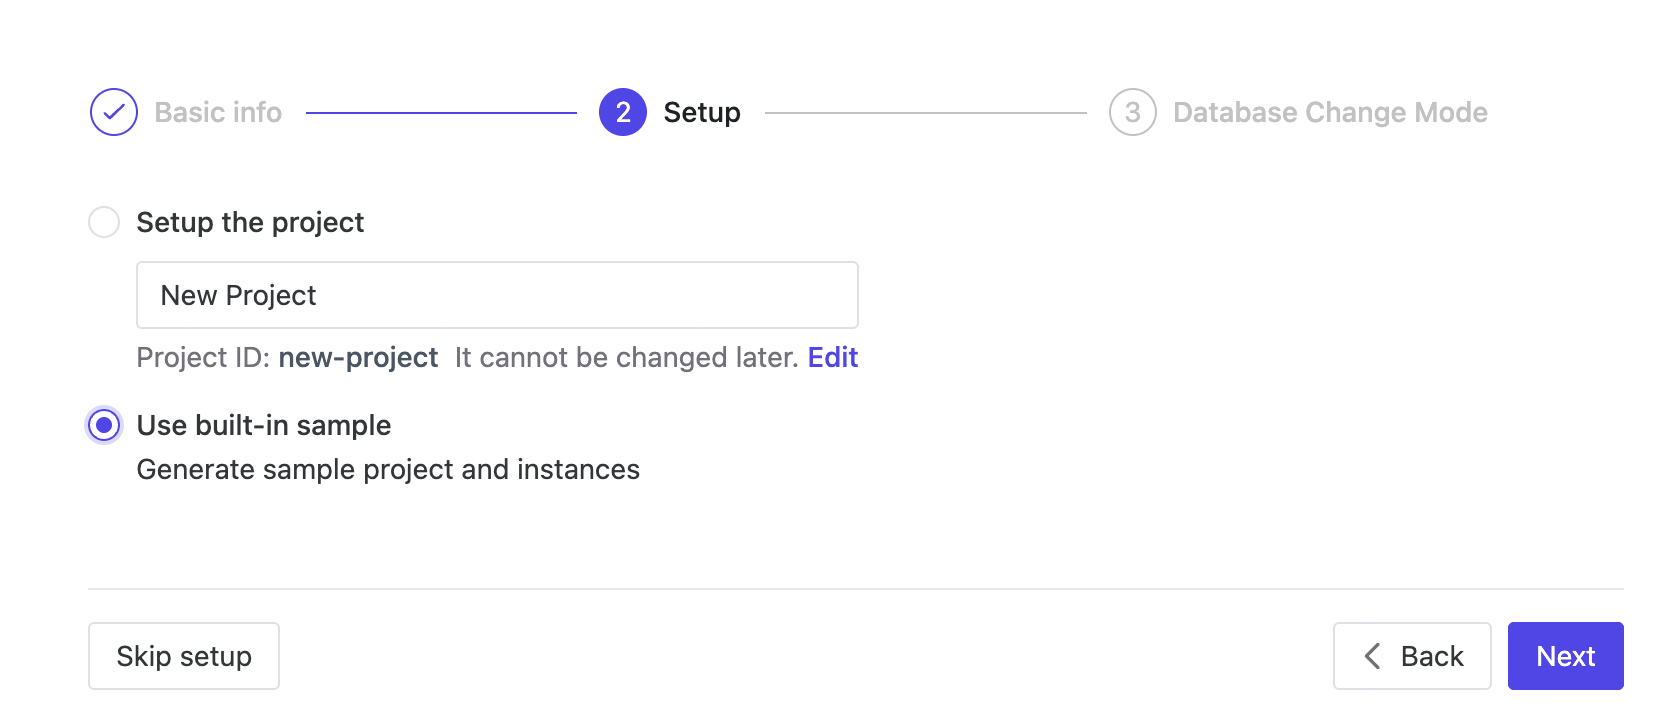 Basic info 2 Setup 3 Database Change Mode
Setup the project
New Project
Project ID: new-project It cannot be changed later. Edit
Use built-in sample
Generate sample project and instances
Skip setup Back Next